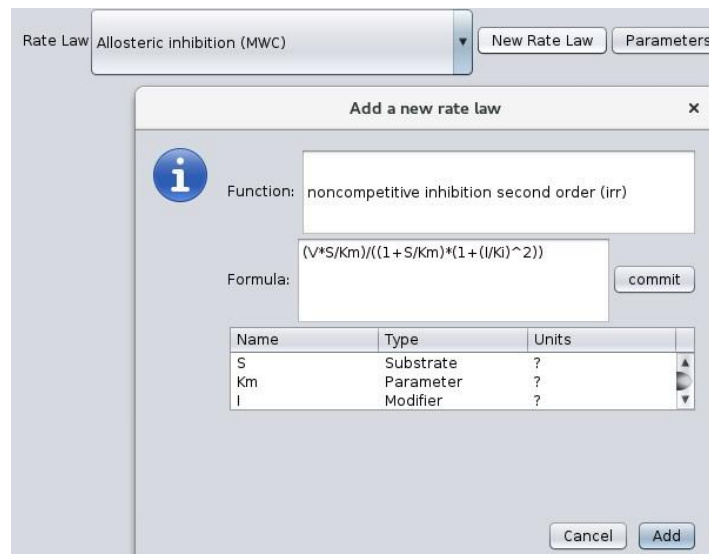 Rate Law Allosteric inhibition (MWC) New Rate Law Parameters
Add a new rate law ×
i
Function: noncompetitive inhibition second order (irr)
(V*S/Km)/((1+S/Km)*(1+(I/Ki)^2))
Formula: commit
Name Type Units
S Substrate ?
Km Parameter ?
I Modifier ?
Cancel Add